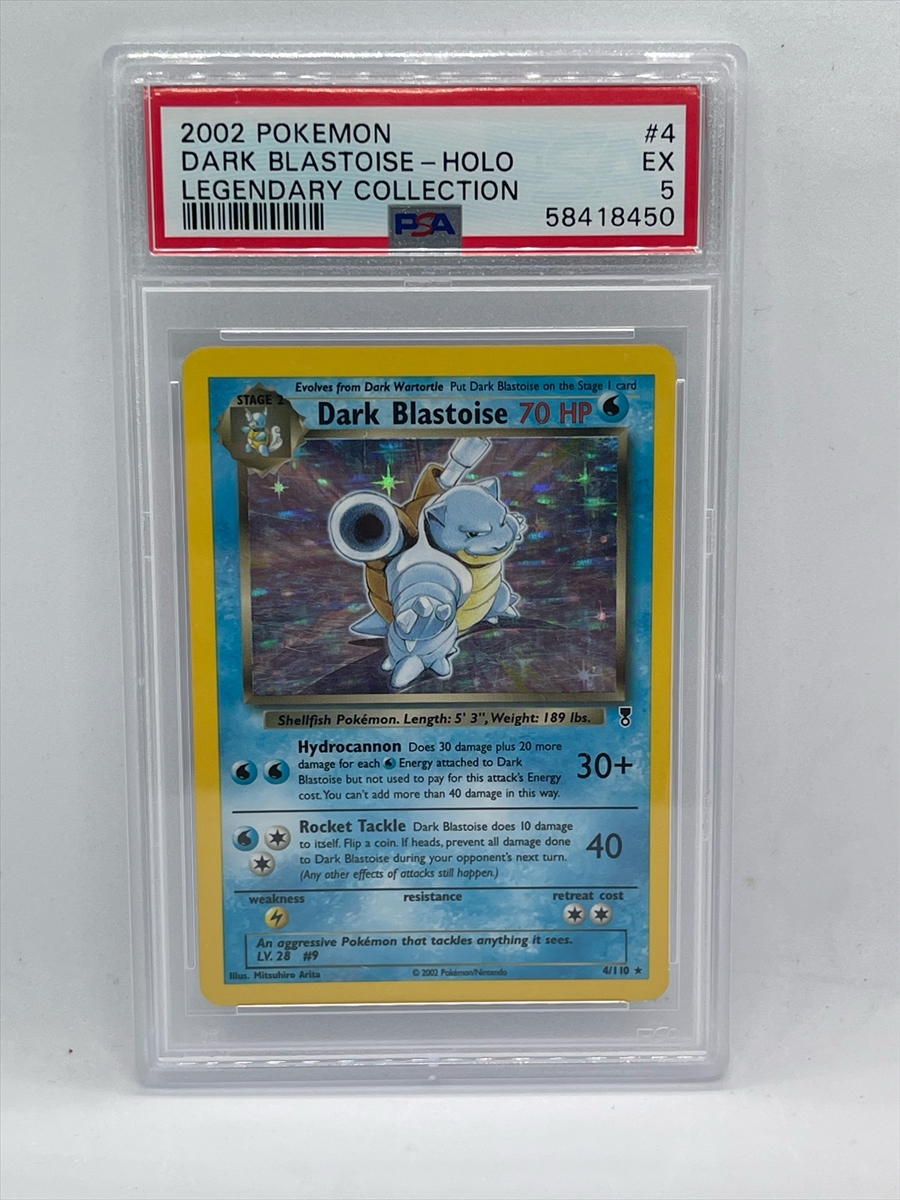 2002 POKEMON #4
DARK BLASTOISE – HOLO EX
LEGENDARY COLLECTION 5
PSA 58418450
Evolves from Dark Wartortle Put Dark Blastoise on the Stage 1 card
STAGE 2
Dark Blastoise 70 HP
Shellfish Pokémon. Length: 5' 3", Weight: 189 lbs.
Hydrocannon Does 30 damage plus 20 more
damage for each Energy attached to Dark
Blastoise but not used to pay for this attack's Energy
cost. You can't add more than 40 damage in this way.
30+
Rocket Tackle Dark Blastoise does 10 damage
to itself. Flip a coin. If heads, prevent all damage done
to Dark Blastoise during your opponent's next turn.
(Any other effects of attacks still happen.)
40
weakness resistance retreat cost
An aggressive Pokémon that tackles anything it sees.
LV. 28 #9
Illus. Mitsuhiro Arita © 2002 Pokémon/Nintendo 4/110 ★
PSA